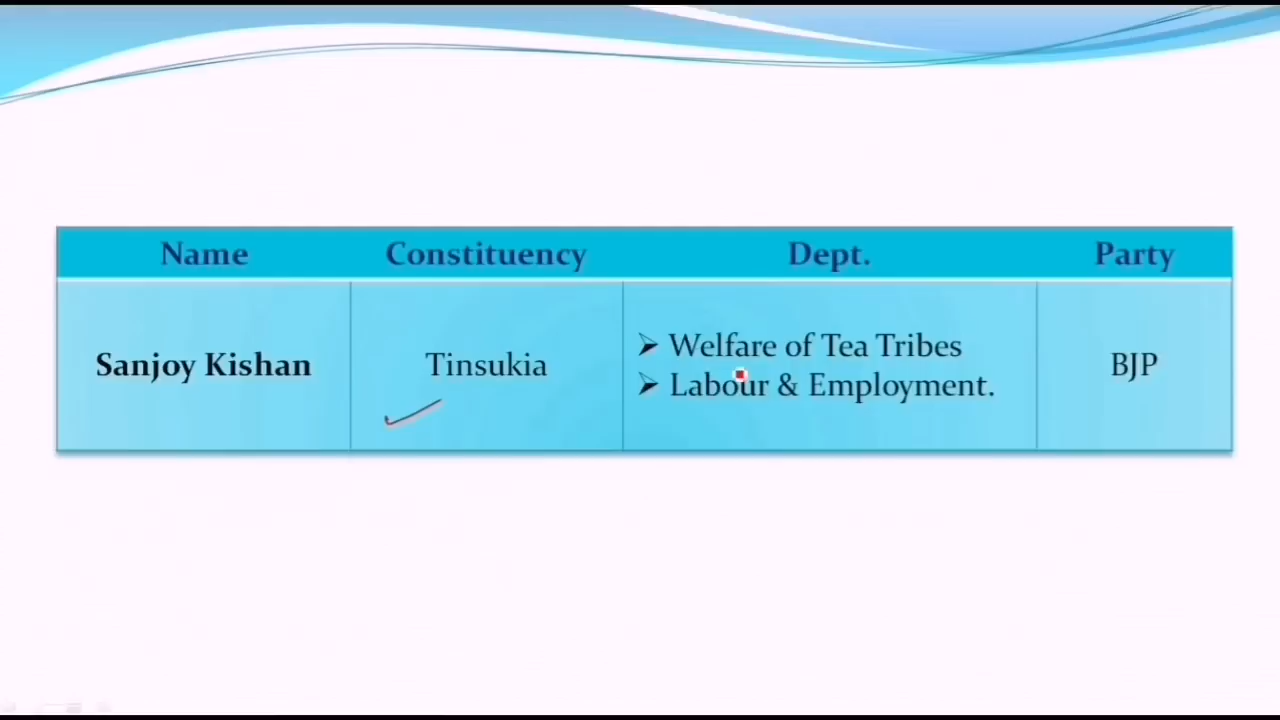 Name Constituency Dept. Party
Sanjoy Kishan Tinsukia ➢ Welfare of Tea Tribes BJP
➢ Labour & Employment.